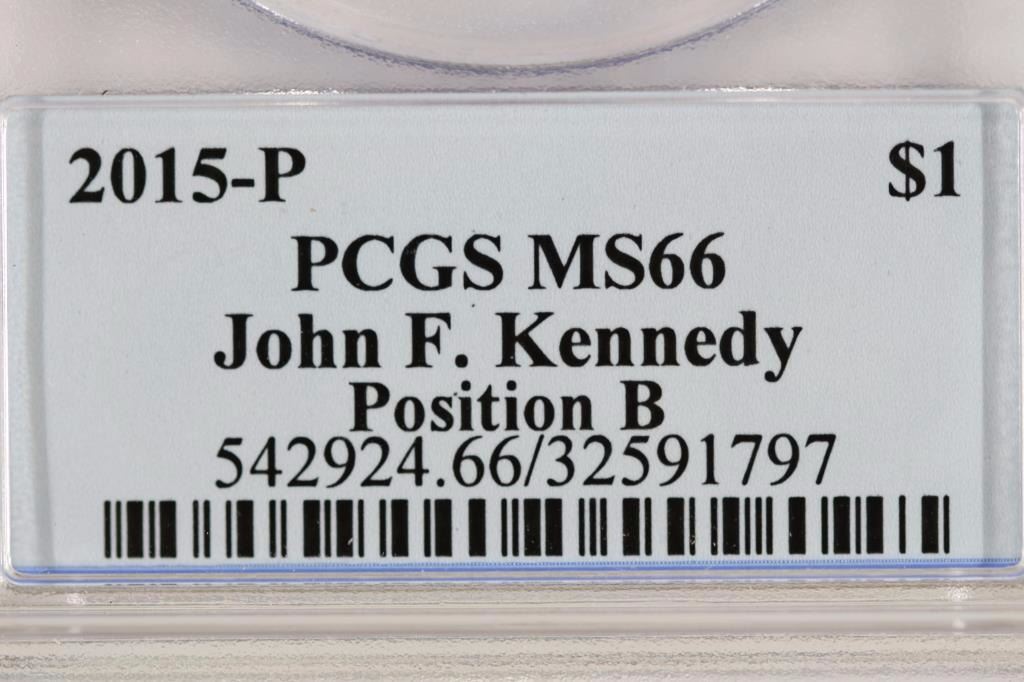 2015-P $1
PCGS MS66
John F. Kennedy
Position B
542924.66/32591797